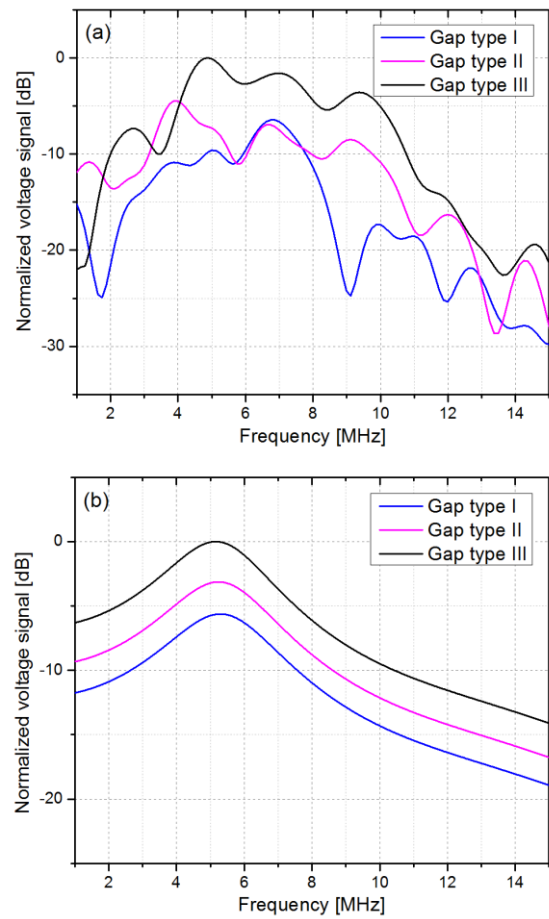 (a)
Gap type I
Gap type II
Gap type III
Normalized voltage signal [dB]
0
-10
-20
-30
2 4 6 8 10 12 14
Frequency [MHz]
(b)
Gap type I
Gap type II
Gap type III
Normalized voltage signal [dB]
0
-10
-20
2 4 6 8 10 12 14
Frequency [MHz]